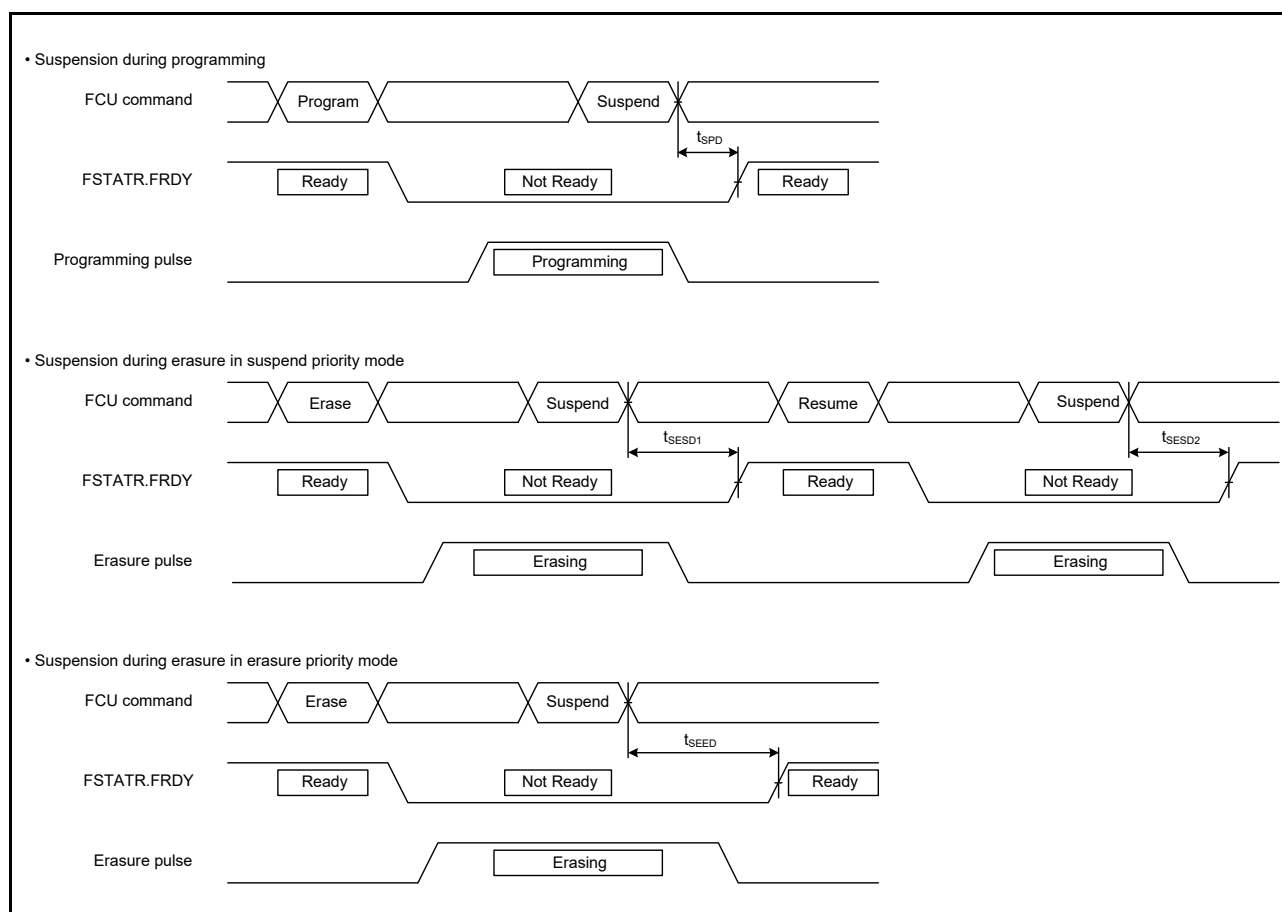 • Suspension during programming
FCU command Program Suspend
tSPD
FSTATR.FRDY Ready Not Ready Ready
Programming pulse Programming
• Suspension during erasure in suspend priority mode
FCU command Erase Suspend Resume Suspend
tSESD1 tSESD2
FSTATR.FRDY Ready Not Ready Ready Not Ready
Erasure pulse Erasing Erasing
• Suspension during erasure in erasure priority mode
FCU command Erase Suspend
tSEED
FSTATR.FRDY Ready Not Ready Ready
Erasure pulse Erasing